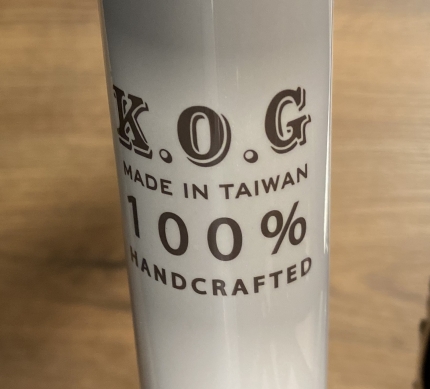 K.O.G
MADE IN TAIWAN
100%
HANDCRAFTED